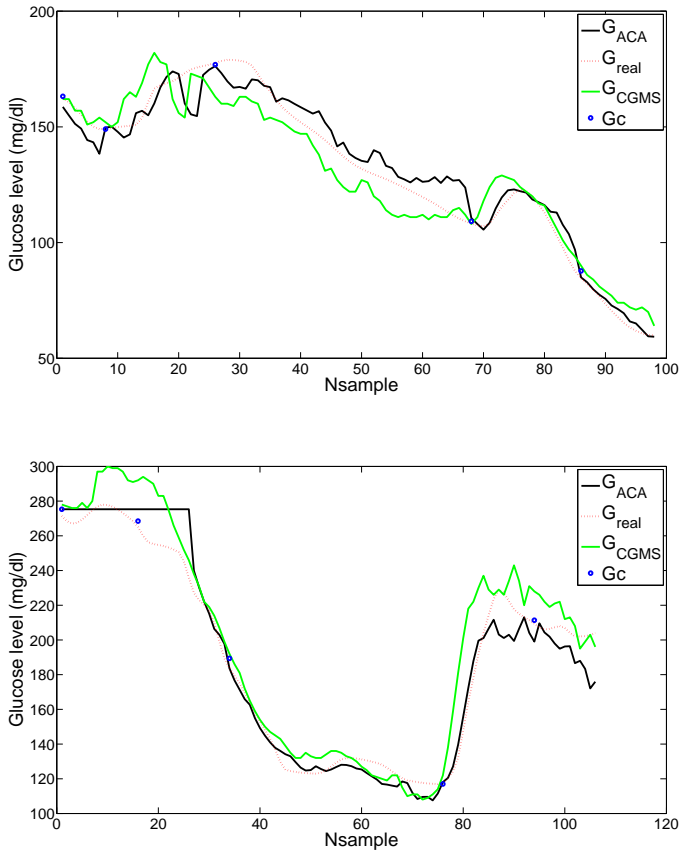 G_ACA
G_real
G_CGMS
Gc
200
150
100
50
Glucose level (mg/dl)
0 10 20 30 40 50 60 70 80 90 100
Nsample
G_ACA
G_real
G_CGMS
Gc
300
280
260
240
220
200
180
160
140
120
100
Glucose level (mg/dl)
0 20 40 60 80 100 120
Nsample